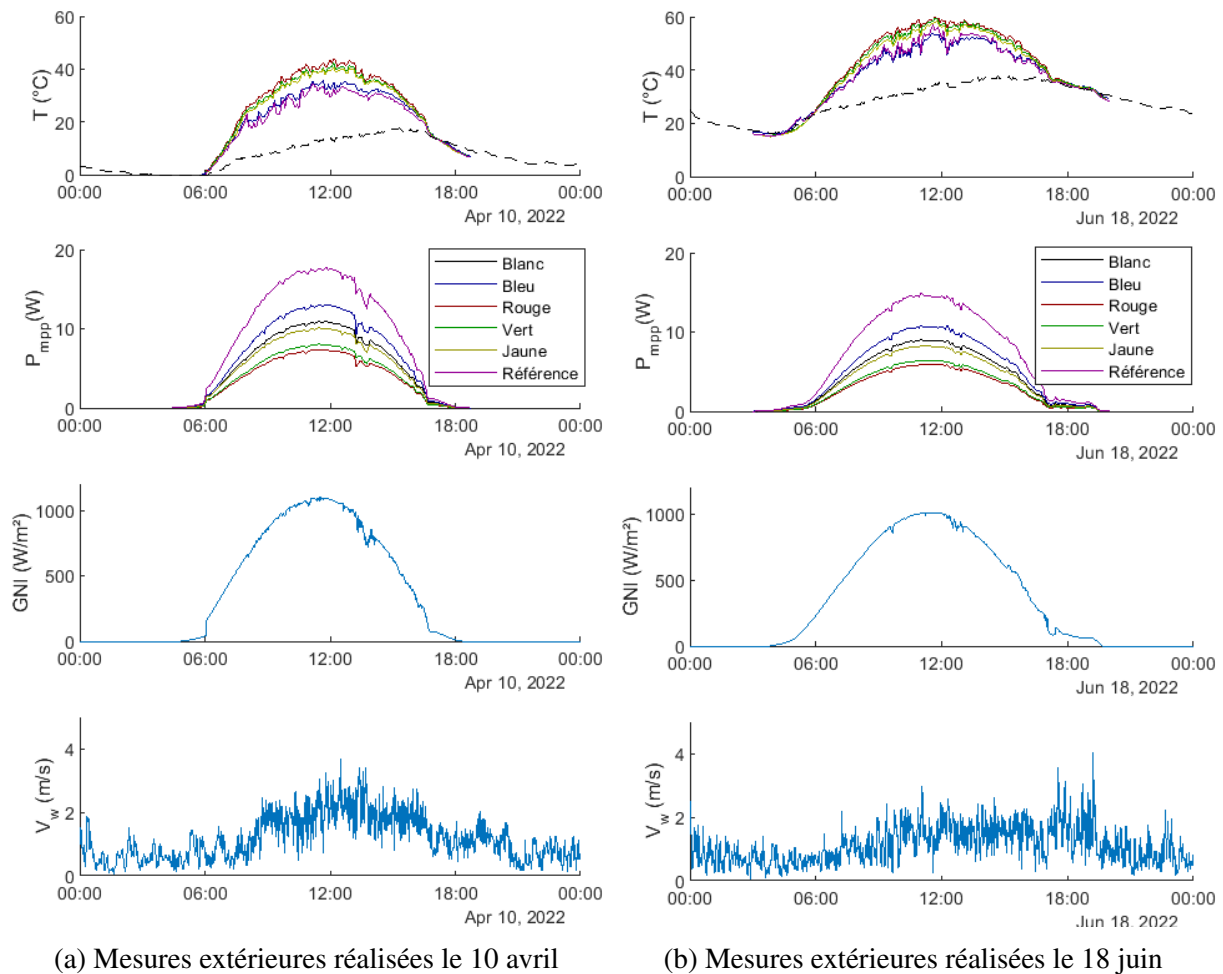 60
40
20
0
T (°C)
00:00 06:00 12:00 18:00 00:00
Apr 10, 2022
20
10
0
P_mpp(W)
Blanc
Bleu
Rouge
Vert
Jaune
Référence
00:00 06:00 12:00 18:00 00:00
Apr 10, 2022
1000
500
0
GNI (W/m²)
00:00 06:00 12:00 18:00 00:00
Apr 10, 2022
4
2
0
V_w (m/s)
00:00 06:00 12:00 18:00 00:00
Apr 10, 2022
(a) Mesures extérieures réalisées le 10 avril
60
40
20
0
T (°C)
00:00 06:00 12:00 18:00 00:00
Jun 18, 2022
20
10
0
P_mpp(W)
Blanc
Bleu
Rouge
Vert
Jaune
Référence
00:00 06:00 12:00 18:00 00:00
Jun 18, 2022
1000
500
0
GNI (W/m²)
00:00 06:00 12:00 18:00 00:00
Jun 18, 2022
4
2
0
V_w (m/s)
00:00 06:00 12:00 18:00 00:00
Jun 18, 2022
(b) Mesures extérieures réalisées le 18 juin